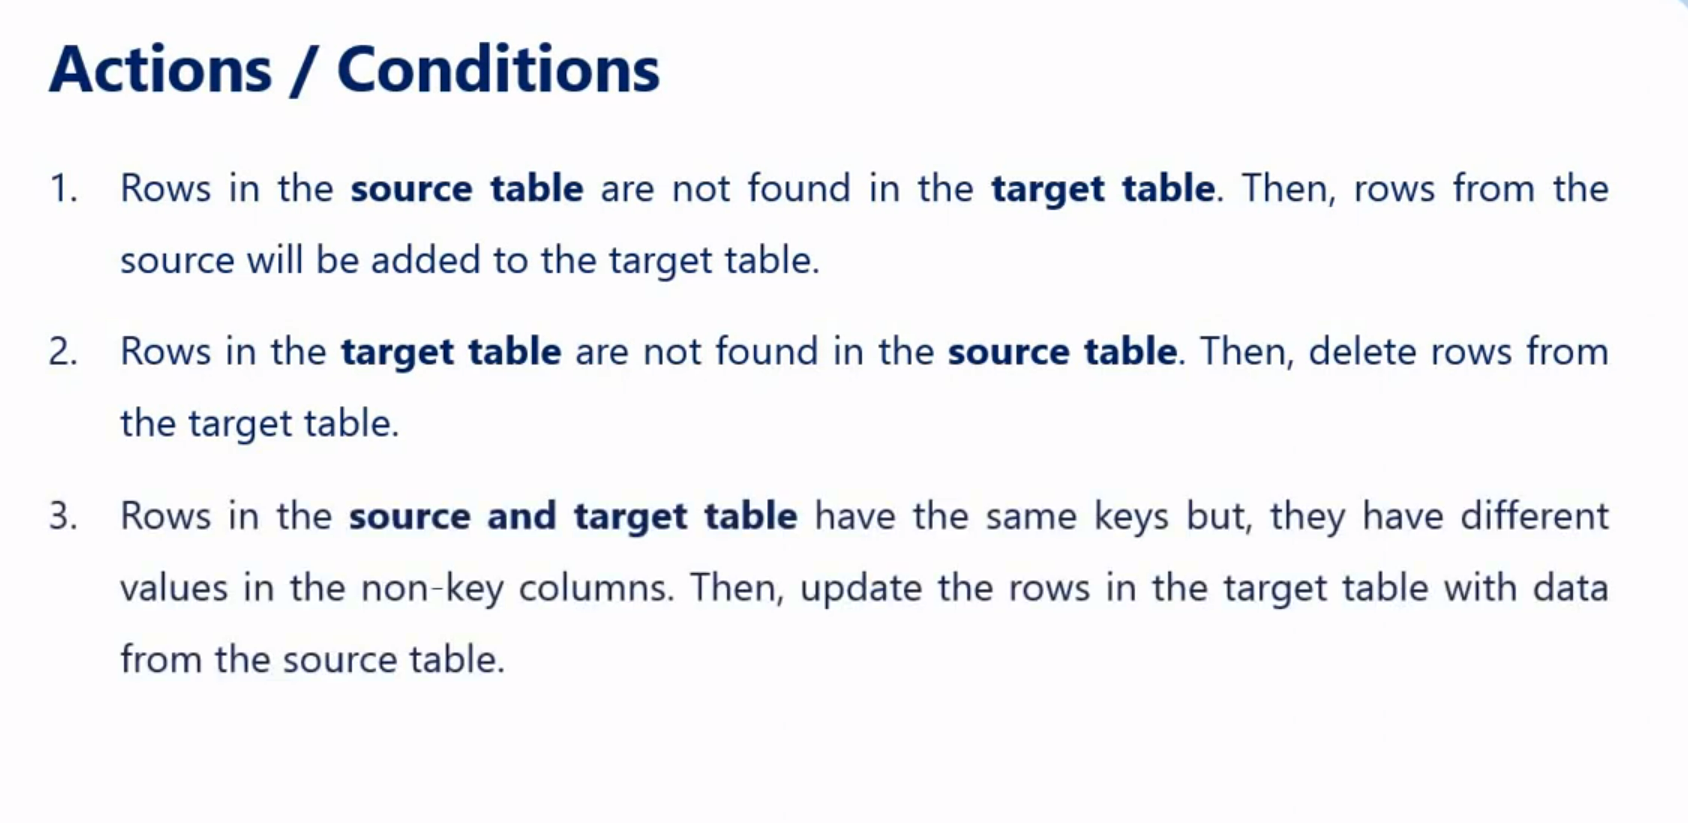 Actions / Conditions
1. Rows in the source table are not found in the target table. Then, rows from the
source will be added to the target table.
2. Rows in the target table are not found in the source table. Then, delete rows from
the target table.
3. Rows in the source and target table have the same keys but, they have different
values in the non-key columns. Then, update the rows in the target table with data
from the source table.